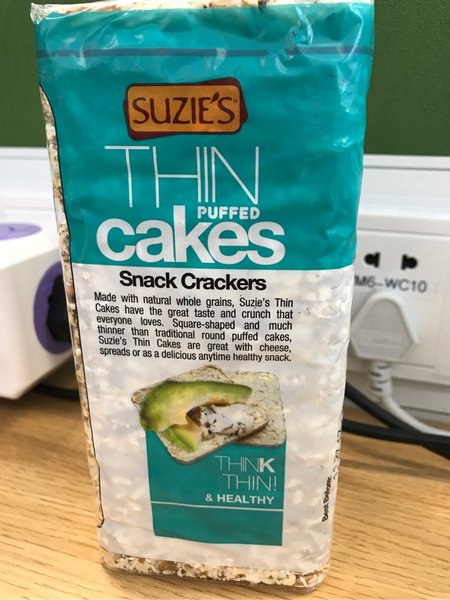 SUZIE'S
THIN
PUFFED
cakes
Snack Crackers
Made with natural whole grains, Suzie's Thin
Cakes have the great taste and crunch that
everyone loves. Square-shaped and much
thinner than traditional round puffed cakes,
Suzie's Thin Cakes are great with cheese,
spreads or as a delicious anytime healthy snack.
THINK
THIN!
& HEALTHY
Best Before:
M6-WC10